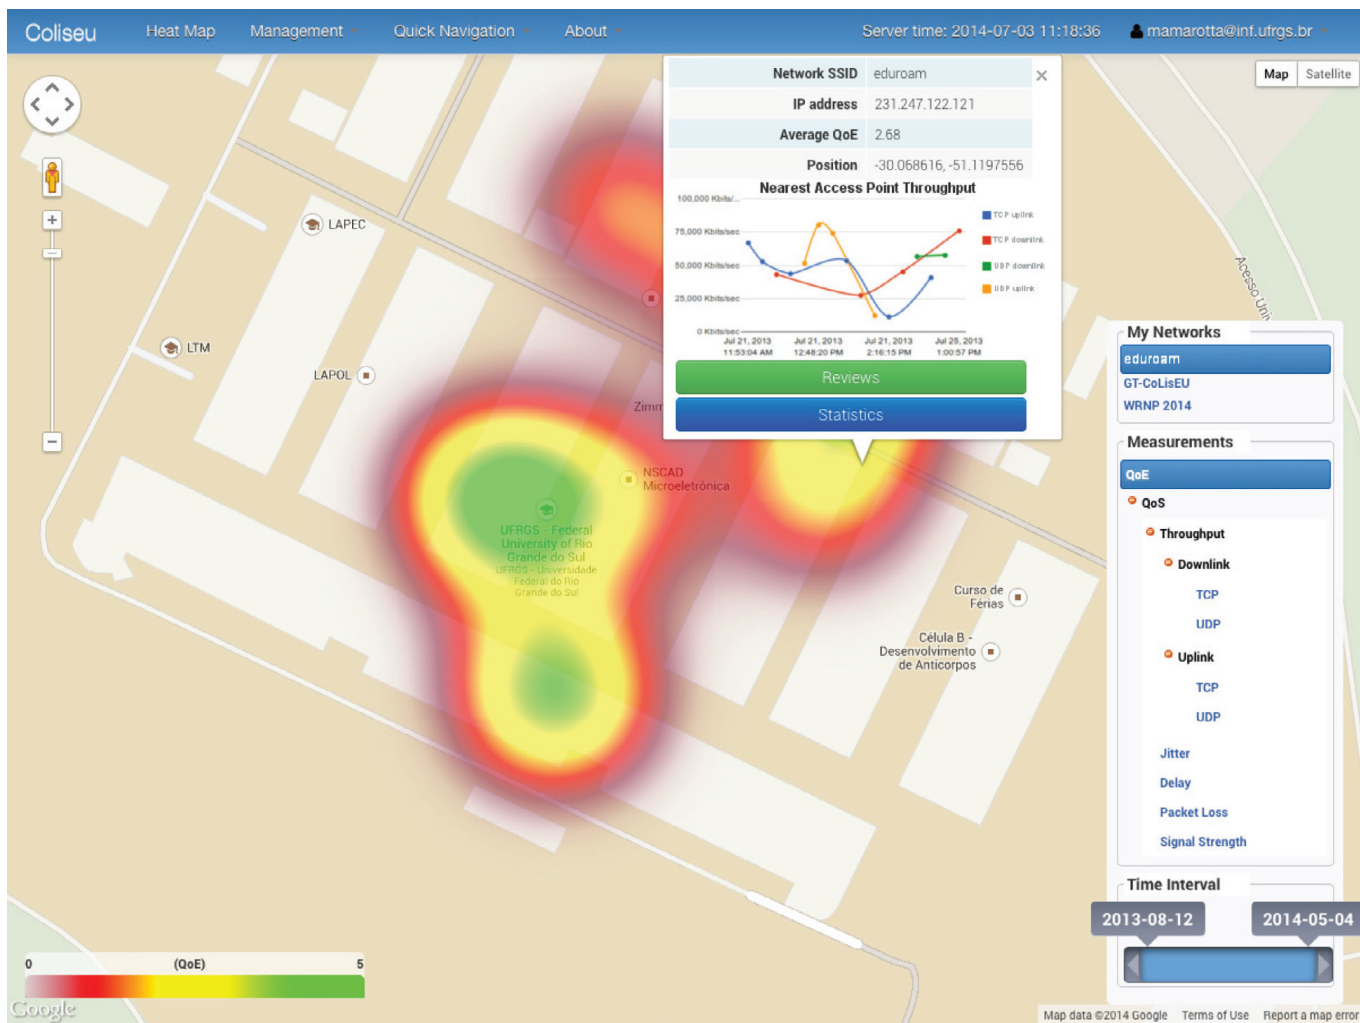 Coliseu Heat Map Management Quick Navigation About Server time: 2014-07-03 11:18:36 mamarotta@inf.ufrgs.br
Map Satellite
Network SSID eduroam
IP address 231.247.122.121
Average QoE 2.68
Position -30.068616, -51.1197556
Nearest Access Point Throughput
100,000 Kbits/...
75,000 Kbits/sec
50,000 Kbits/sec
25,000 Kbits/sec
0 Kbits/sec
TCP uplink
TCP downlink
UDP downlink
UDP uplink
Jul 21, 2013 Jul 21, 2013 Jul 21, 2013 Jul 25, 2013
11:53:04 AM 12:48:20 PM 2:16:15 PM 1:00:57 PM
Reviews
Statistics
LAPEC
LTM
LAPOL
Zimm
NSCAD
Microeletrônica
UFRGS - Federal
University of Rio
Grande do Sul
UFRGS - Universidade
Federal do Rio
Grande do Sul
Curso de
Férias
Célula B -
Desenvolvimento
de Anticorpos
Acesso Univ
My Networks
eduroam
GT-CoLisEU
WRNP 2014
Measurements
QoE
QoS
Throughput
Downlink
TCP
UDP
Uplink
TCP
UDP
Jitter
Delay
Packet Loss
Signal Strength
Time Interval
2013-08-12 2014-05-04
0 (QoE) 5
Google
Map data ©2014 Google Terms of Use Report a map error